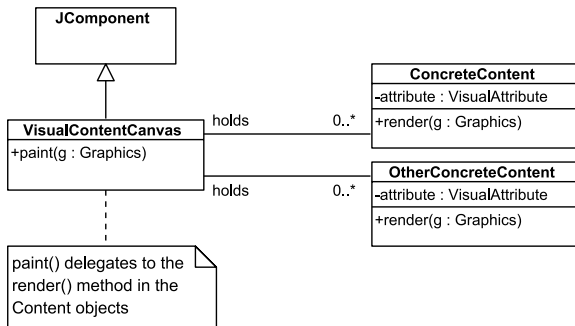 JComponent
VisualContentCanvas
+paint(g : Graphics)
holds
0..*
ConcreteContent
-attribute : VisualAttribute
+render(g : Graphics)
holds
0..*
OtherConcreteContent
-attribute : VisualAttribute
+render(g : Graphics)
paint() delegates to the
render() method in the
Content objects